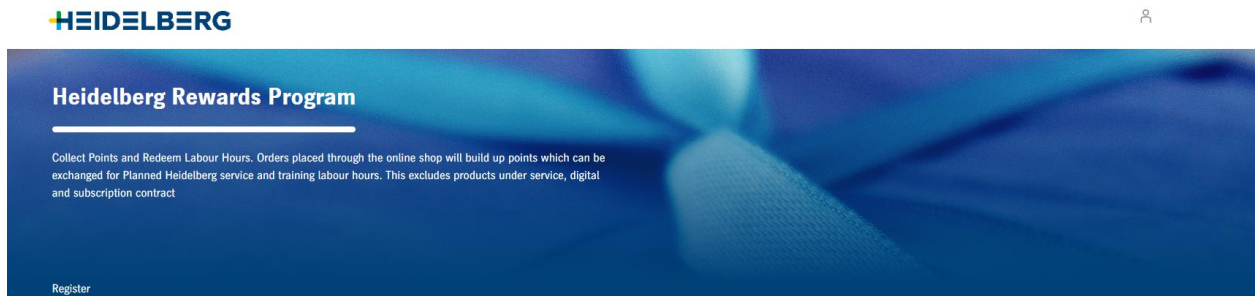 HEIDELBERG
Heidelberg Rewards Program
Collect Points and Redeem Labour Hours. Orders placed through the online shop will build up points which can be
exchanged for Planned Heidelberg service and training labour hours. This excludes products under service, digital
and subscription contract
Register